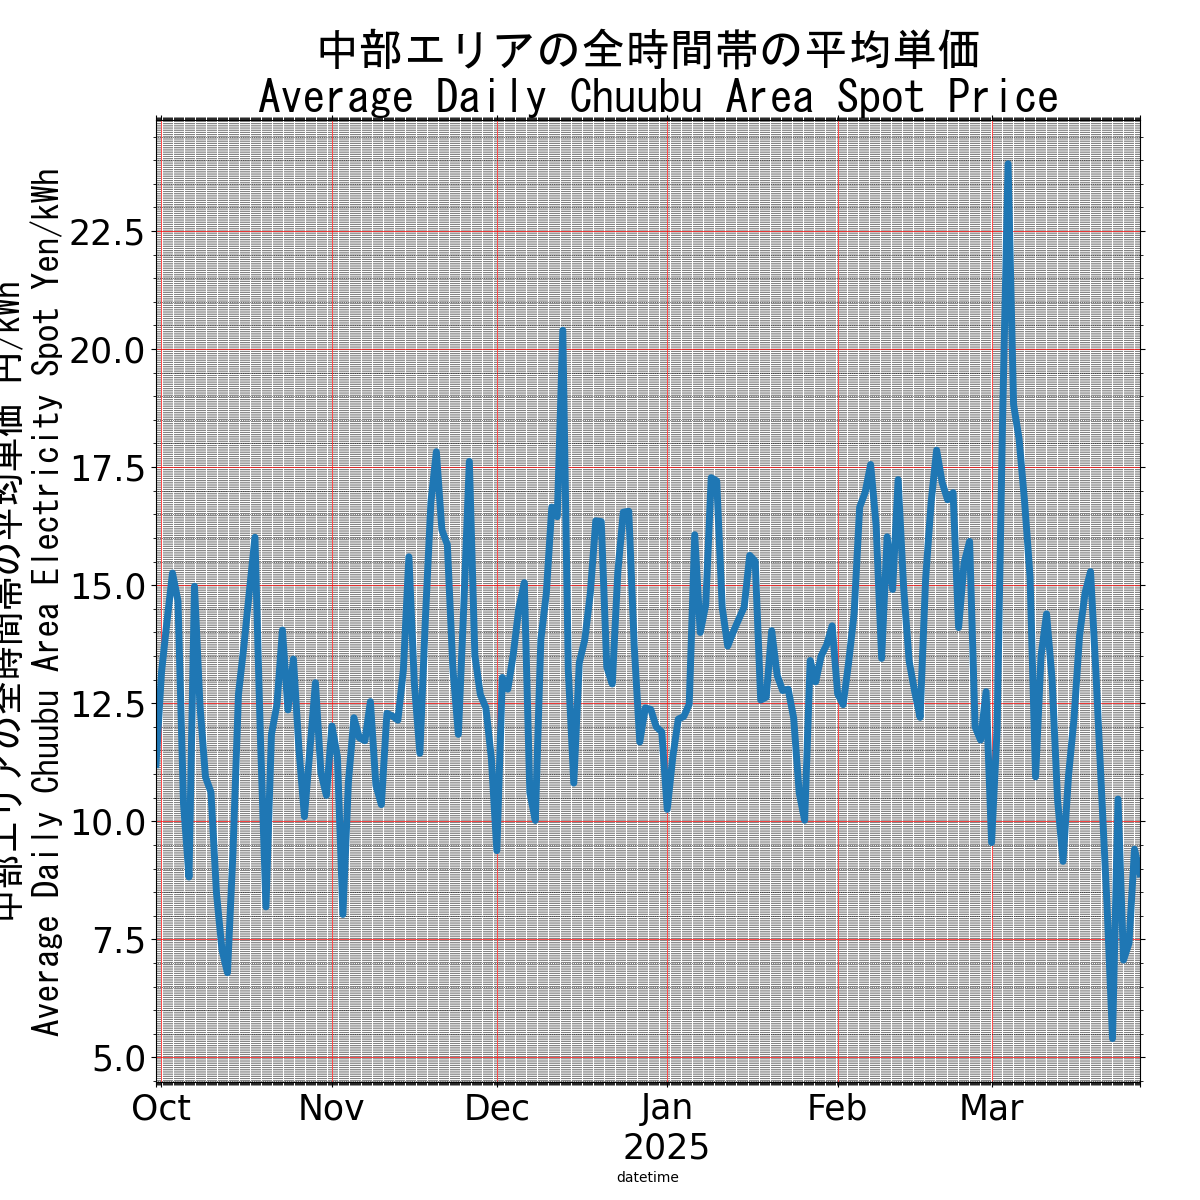 中部エリアの全時間帯の平均単価
Average Daily Chuubu Area Spot Price
中部エリアの全時間帯の平均単価 円/kWh
Average Daily Chuubu Area Electricity Spot Yen/kWh
22.5
20.0
17.5
15.0
12.5
10.0
7.5
5.0
Oct Nov Dec Jan Feb Mar
2025
datetime